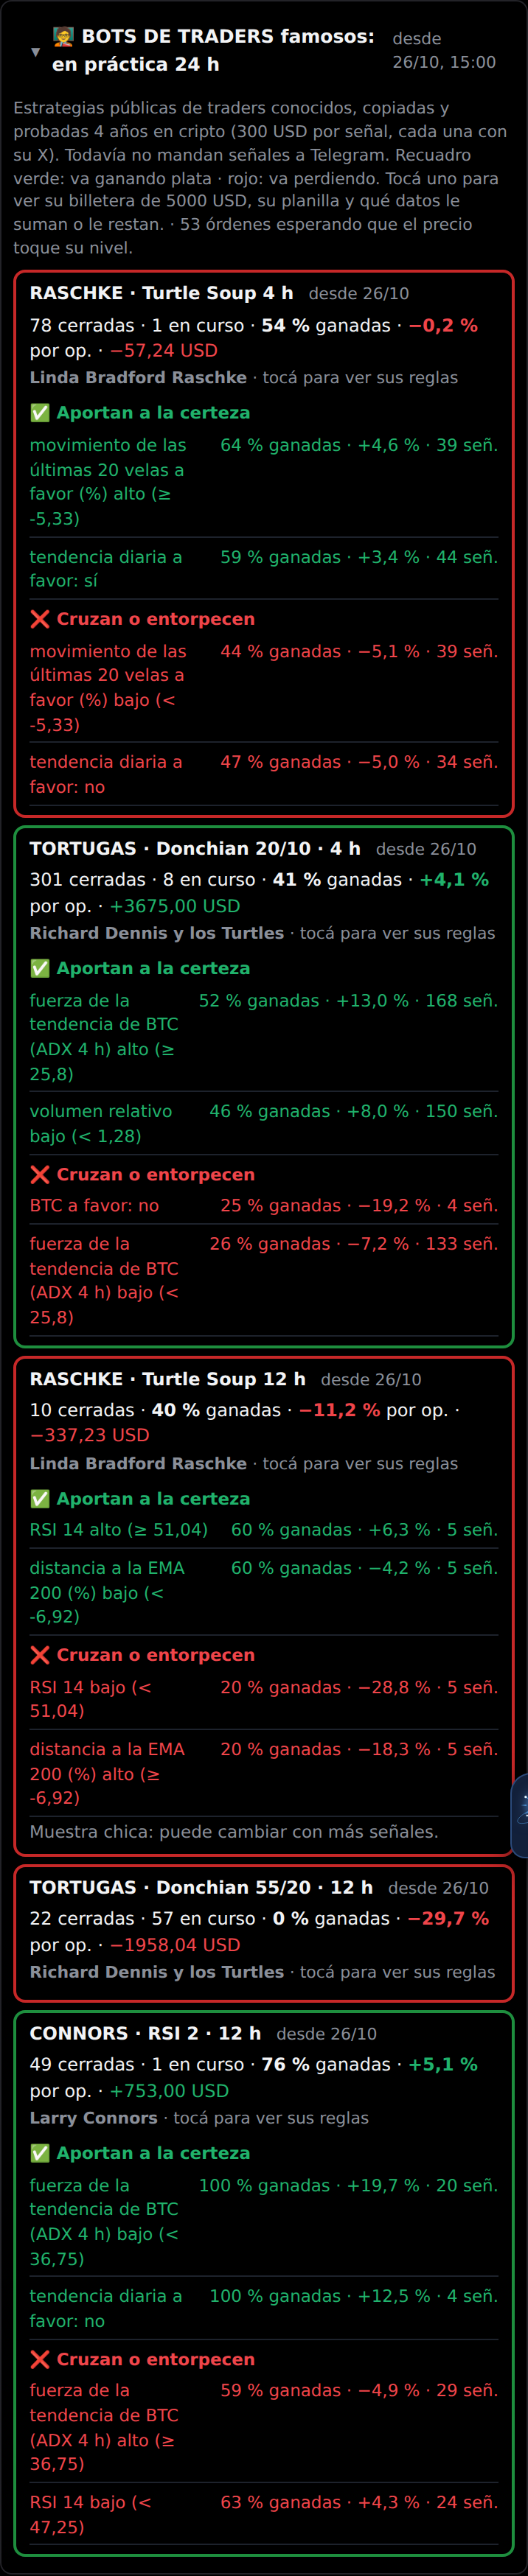 ▼ 🧑‍🏫 BOTS DE TRADERS famosos: desde
en práctica 24 h 26/10, 15:00
Estrategias públicas de traders conocidos, copiadas y
probadas 4 años en cripto (300 USD por señal, cada una con
su X). Todavía no mandan señales a Telegram. Recuadro
verde: va ganando plata · rojo: va perdiendo. Tocá uno para
ver su billetera de 5000 USD, su planilla y qué datos le
suman o le restan. · 53 órdenes esperando que el precio
toque su nivel.
RASCHKE · Turtle Soup 4 h desde 26/10
78 cerradas · 1 en curso · 54 % ganadas · −0,2 %
por op. · −57,24 USD
Linda Bradford Raschke · tocá para ver sus reglas
✅ Aportan a la certeza
movimiento de las 64 % ganadas · +4,6 % · 39 señ.
últimas 20 velas a
favor (%) alto (≥
-5,33)
tendencia diaria a 59 % ganadas · +3,4 % · 44 señ.
favor: sí
❌ Cruzan o entorpecen
movimiento de las 44 % ganadas · −5,1 % · 39 señ.
últimas 20 velas a
favor (%) bajo (<
-5,33)
tendencia diaria a 47 % ganadas · −5,0 % · 34 señ.
favor: no
TORTUGAS · Donchian 20/10 · 4 h desde 26/10
301 cerradas · 8 en curso · 41 % ganadas · +4,1 %
por op. · +3675,00 USD
Richard Dennis y los Turtles · tocá para ver sus reglas
✅ Aportan a la certeza
fuerza de la 52 % ganadas · +13,0 % · 168 señ.
tendencia de BTC
(ADX 4 h) alto (≥
25,8)
volumen relativo 46 % ganadas · +8,0 % · 150 señ.
bajo (< 1,28)
❌ Cruzan o entorpecen
BTC a favor: no 25 % ganadas · −19,2 % · 4 señ.
fuerza de la 26 % ganadas · −7,2 % · 133 señ.
tendencia de BTC
(ADX 4 h) bajo (<
25,8)
RASCHKE · Turtle Soup 12 h desde 26/10
10 cerradas · 40 % ganadas · −11,2 % por op. ·
−337,23 USD
Linda Bradford Raschke · tocá para ver sus reglas
✅ Aportan a la certeza
RSI 14 alto (≥ 51,04) 60 % ganadas · +6,3 % · 5 señ.
distancia a la EMA 60 % ganadas · −4,2 % · 5 señ.
200 (%) bajo (<
-6,92)
❌ Cruzan o entorpecen
RSI 14 bajo (< 20 % ganadas · −28,8 % · 5 señ.
51,04)
distancia a la EMA 20 % ganadas · −18,3 % · 5 señ.
200 (%) alto (≥
-6,92)
Muestra chica: puede cambiar con más señales.
TORTUGAS · Donchian 55/20 · 12 h desde 26/10
22 cerradas · 57 en curso · 0 % ganadas · −29,7 %
por op. · −1958,04 USD
Richard Dennis y los Turtles · tocá para ver sus reglas
CONNORS · RSI 2 · 12 h desde 26/10
49 cerradas · 1 en curso · 76 % ganadas · +5,1 %
por op. · +753,00 USD
Larry Connors · tocá para ver sus reglas
✅ Aportan a la certeza
fuerza de la 100 % ganadas · +19,7 % · 20 señ.
tendencia de BTC
(ADX 4 h) bajo (<
36,75)
tendencia diaria a 100 % ganadas · +12,5 % · 4 señ.
favor: no
❌ Cruzan o entorpecen
fuerza de la 59 % ganadas · −4,9 % · 29 señ.
tendencia de BTC
(ADX 4 h) alto (≥
36,75)
RSI 14 bajo (< 63 % ganadas · +4,3 % · 24 señ.
47,25)